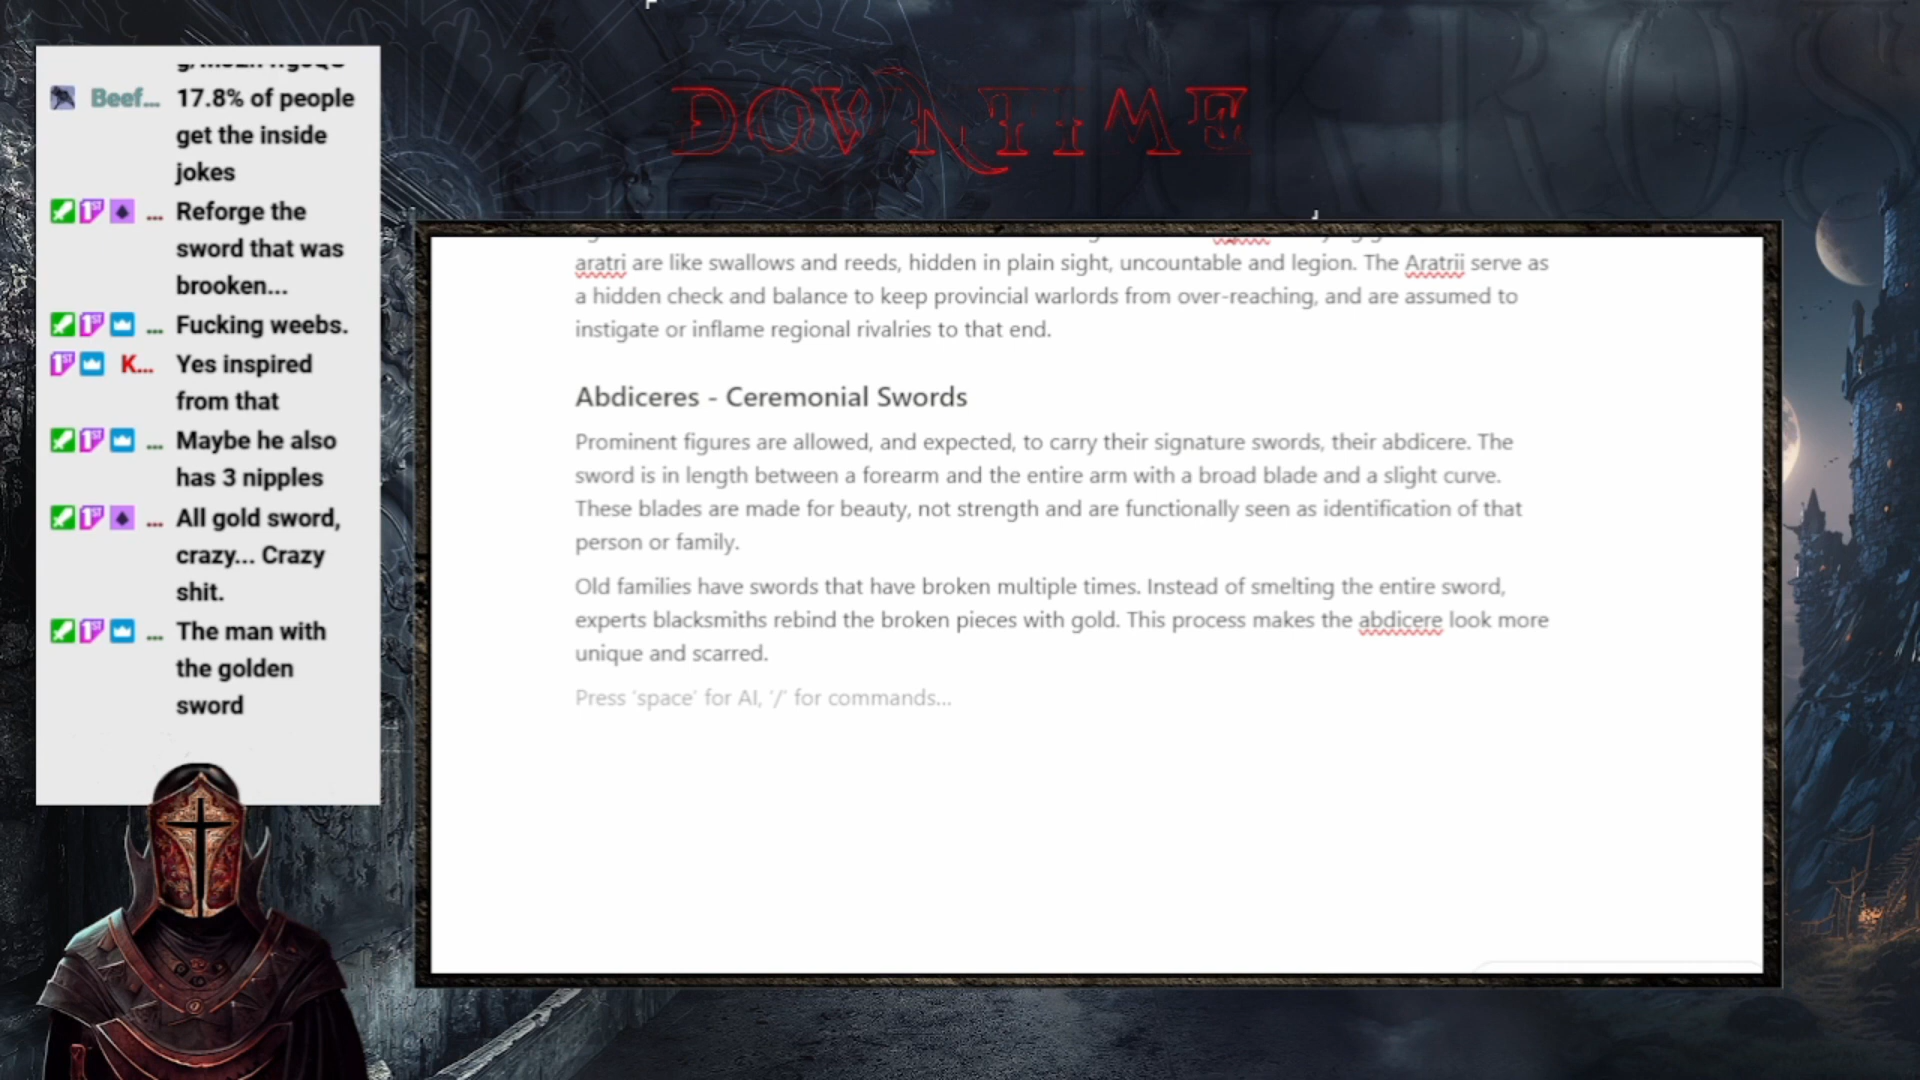 DOWNTIME
Beef... 17.8% of people
get the inside
jokes
... Reforge the
sword that was
brooken...
... Fucking weebs.
K... Yes inspired
from that
... Maybe he also
has 3 nipples
... All gold sword,
crazy... Crazy
shit.
... The man with
the golden
sword
aratri are like swallows and reeds, hidden in plain sight, uncountable and legion. The Aratrii serve as
a hidden check and balance to keep provincial warlords from over-reaching, and are assumed to
instigate or inflame regional rivalries to that end.
Abdiceres - Ceremonial Swords
Prominent figures are allowed, and expected, to carry their signature swords, their abdicere. The
sword is in length between a forearm and the entire arm with a broad blade and a slight curve.
These blades are made for beauty, not strength and are functionally seen as identification of that
person or family.
Old families have swords that have broken multiple times. Instead of smelting the entire sword,
experts blacksmiths rebind the broken pieces with gold. This process makes the abdicere look more
unique and scarred.
Press 'space' for AI, '/' for commands...